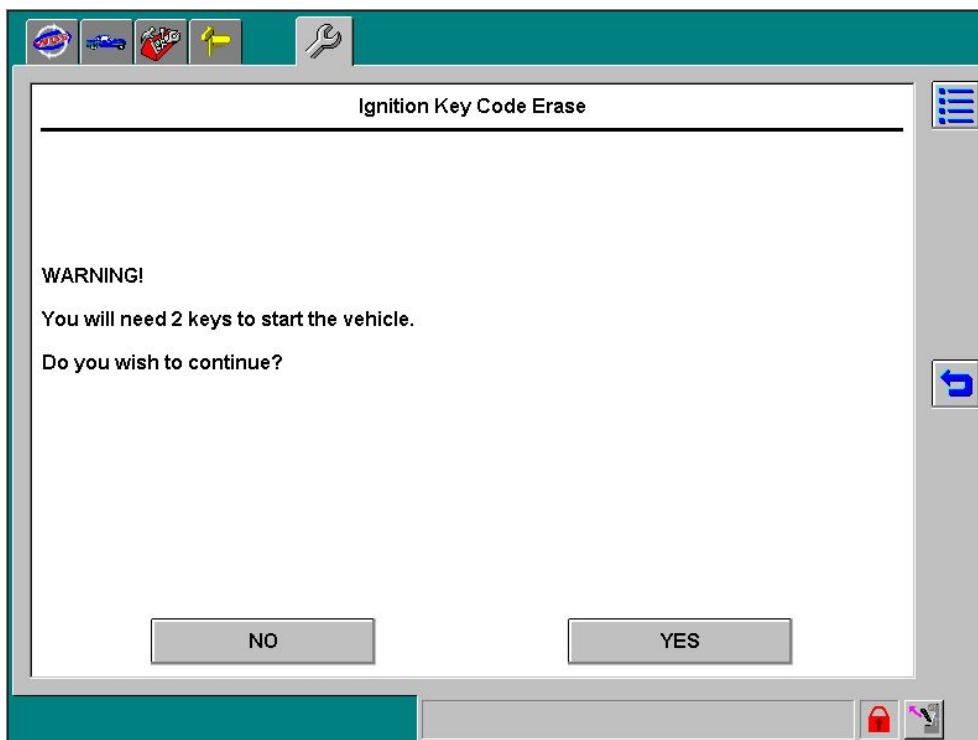 Ignition Key Code Erase
WARNING!
You will need 2 keys to start the vehicle.
Do you wish to continue?
NO
YES